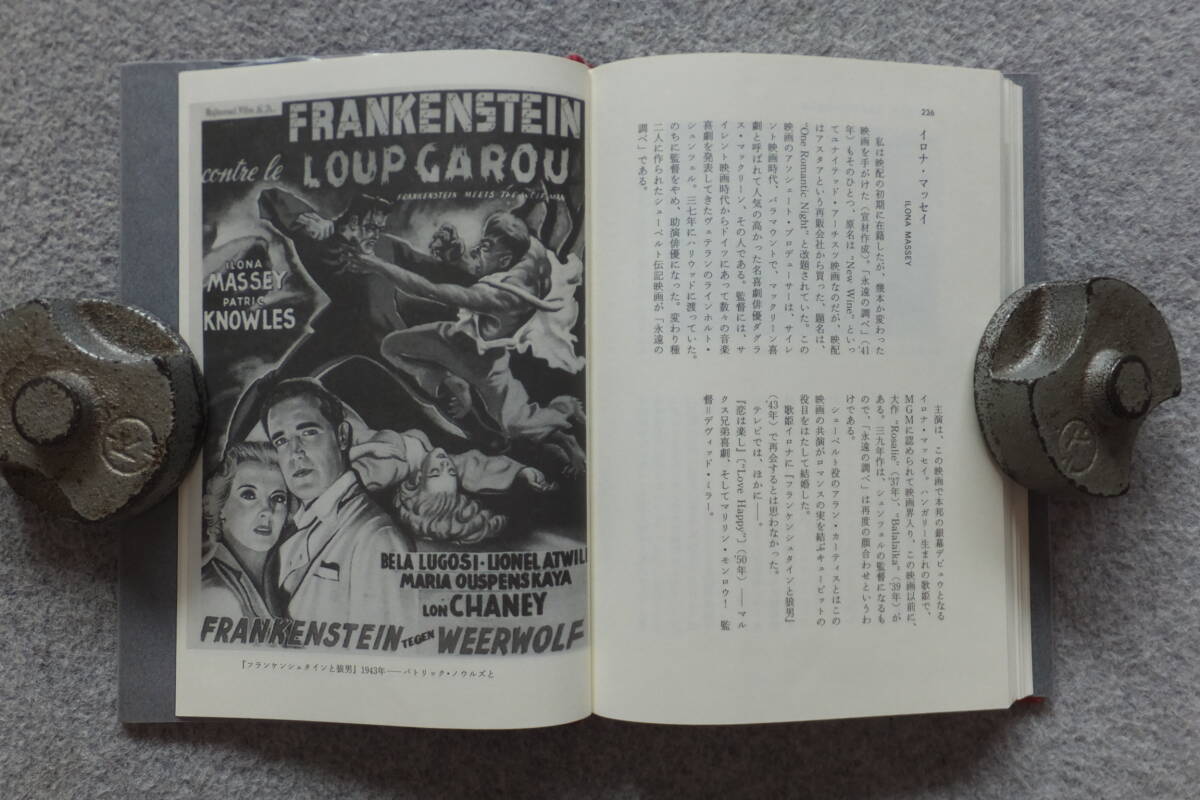 Universal Film S.A.
FRANKENSTEIN
contre le
LOUP GAROU
FRANKENSTEIN MEETS THE WOLF MAN
ILONA
MASSEY
PATRIC
KNOWLES
BELA LUGOSI · LIONEL ATWILL
MARIA OUSPENSKAYA
LON CHANEY
FRANKENSTEIN TEGEN WEERWOLF
『フランケンシュタインと狼男』1943年——パトリック・ノウルズと
226
イロナ・マッセイ
ILONA MASSEY
私は映配の初期に在籍したが、幾本か変わった
映画を手がけた(宣材作成)。「永遠の調べ」('41
年)もそのひとつ、原名は "New Wine" といっ
てユナイテッド・アーチスツ映画なのだが、映配
はアスタアという再販会社から買った、題名は、
"One Romantic Night" と改題されていた。この
映画のアソシェート・プロデューサーは、サイレ
ント映画時代、パラマウントで、マックリーン喜
劇と呼ばれて人気の高かった名喜劇俳優ダグラ
ス・マックリーン、その人である。監督には、サ
イレント映画時代からドイツにあって数々の音楽
喜劇を発表してきたヴェテランのラインホルト・
シュンツェル。三七年にハリウッドに渡っていた。
のちに監督をやめ、助演俳優になった。変わり種
二人に作られたシューベルト伝記映画が「永遠の
調べ」である。
主演は、この映画で本邦の銀幕デビュウとなる
イロナ・マッセイ。ハンガリー生まれの歌姫で、
MGMに認められて映画界入り、この映画以前に、
大作 "Rosalie" ('37年)、"Balalaika" ('39年)が
ある。三九年作は、シュンツェルの監督になるも
ので、「永遠の調べ」は再度の顔合わせというわ
けである。
シューベルト役のアラン・カーティスとはこの
映画の共演がロマンスの実を結ぶキューピットの
役目をはたして結婚した。
歌姫イロナに『フランケンシュタインと狼男』
('43年)で再会するとは思わなかった。
テレビでは、ほかに——。
『恋は楽し』("Love Happy")('50年)——マル
クス兄弟喜劇、そしてマリリン・モンロウ! 監
督=デヴィッド・ミラー。